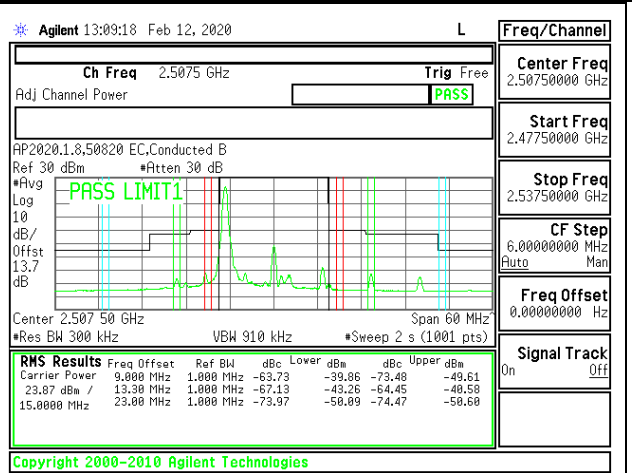 Agilent 13:09:18 Feb 12, 2020 L
Freq/Channel
Ch Freq 2.5075 GHz Trig Free
Adj Channel Power PASS
AP2020.1.8,50820 EC,Conducted B
Ref 30 dBm #Atten 30 dB
#Avg
Log
10
dB/
Offst
13.7
dB
PASS LIMIT1
Center 2.507 50 GHz Span 60 MHz
#Res BW 300 kHz VBW 910 kHz #Sweep 2 s (1001 pts)
RMS Results Freq Offset Ref BW dBc Lower dBm dBc Upper dBm
Carrier Power 9.000 MHz 1.000 MHz -63.73 -39.86 -73.48 -49.61
23.87 dBm / 13.30 MHz 1.000 MHz -67.13 -43.26 -64.45 -40.58
15.0000 MHz 23.00 MHz 1.000 MHz -73.97 -50.09 -74.47 -50.60
Copyright 2000-2010 Agilent Technologies
Center Freq
2.50750000 GHz
Start Freq
2.47750000 GHz
Stop Freq
2.53750000 GHz
CF Step
6.00000000 MHz
Auto Man
Freq Offset
0.00000000 Hz
Signal Track
On Off